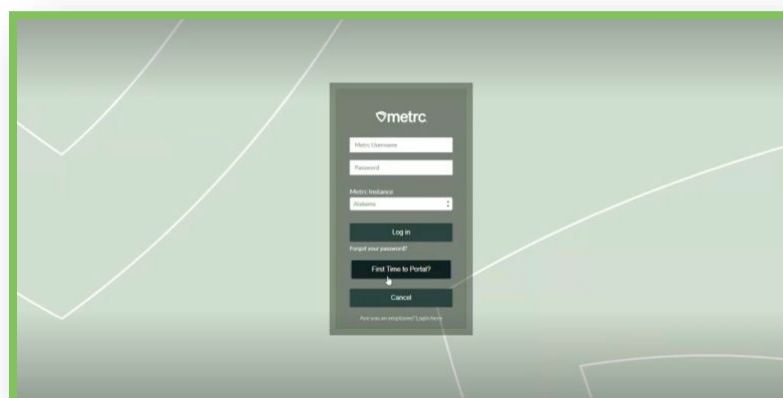 metrc
Metrc Username
Password
Metrc Instance
Alabama
Log in
Forgot your password?
First Time to Portal?
Cancel
Are you an employee? Login here